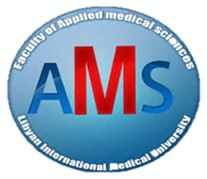 Faculty of Applied medical sciences
AMS
Libyan International Medical University